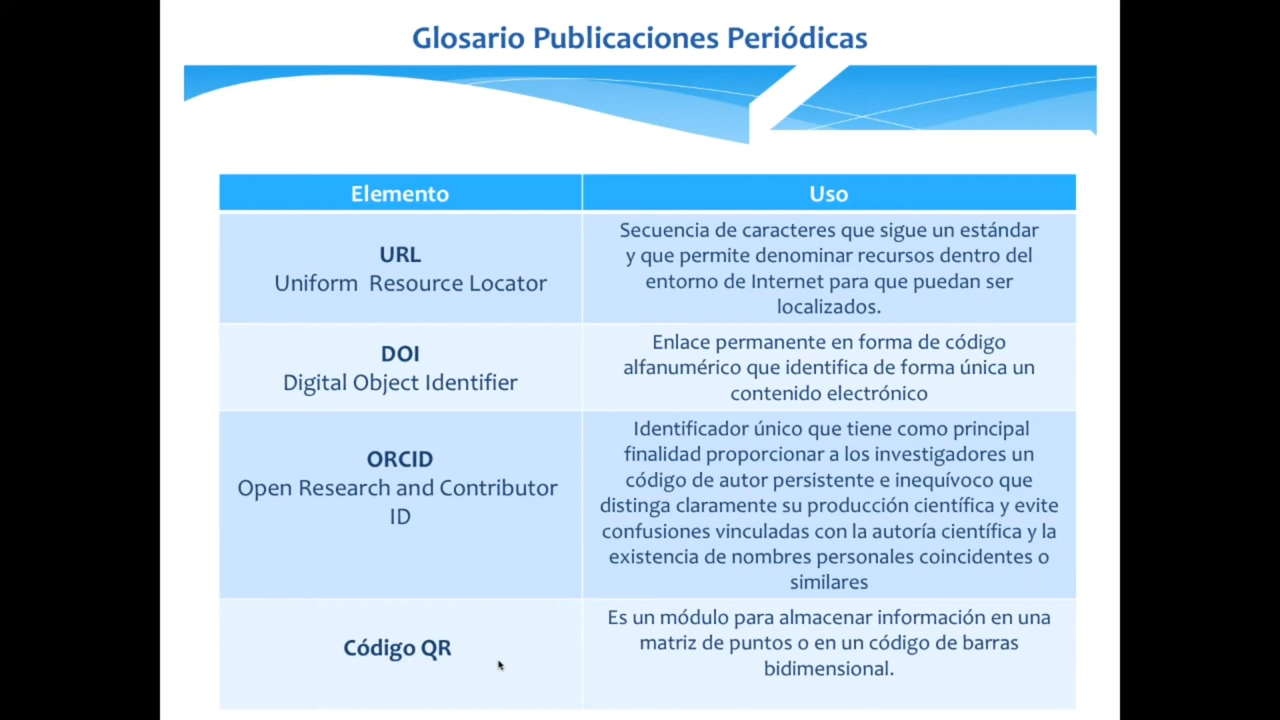 Glosario Publicaciones Periódicas
Elemento
Uso
URL
Uniform Resource Locator
Secuencia de caracteres que sigue un estándar
y que permite denominar recursos dentro del
entorno de Internet para que puedan ser
localizados.
DOI
Digital Object Identifier
Enlace permanente en forma de código
alfanumérico que identifica de forma única un
contenido electrónico
ORCID
Open Research and Contributor
ID
Identificador único que tiene como principal
finalidad proporcionar a los investigadores un
código de autor persistente e inequívoco que
distinga claramente su producción científica y evite
confusiones vinculadas con la autoría científica y la
existencia de nombres personales coincidentes o
similares
Código QR
Es un módulo para almacenar información en una
matriz de puntos o en un código de barras
bidimensional.